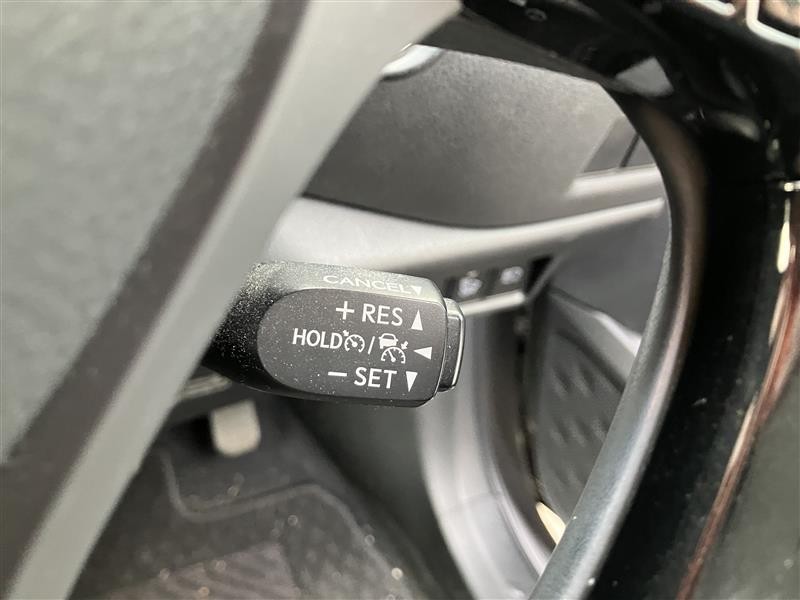 CANCEL▼
+ RES ▲
HOLD / ◀
− SET ▼